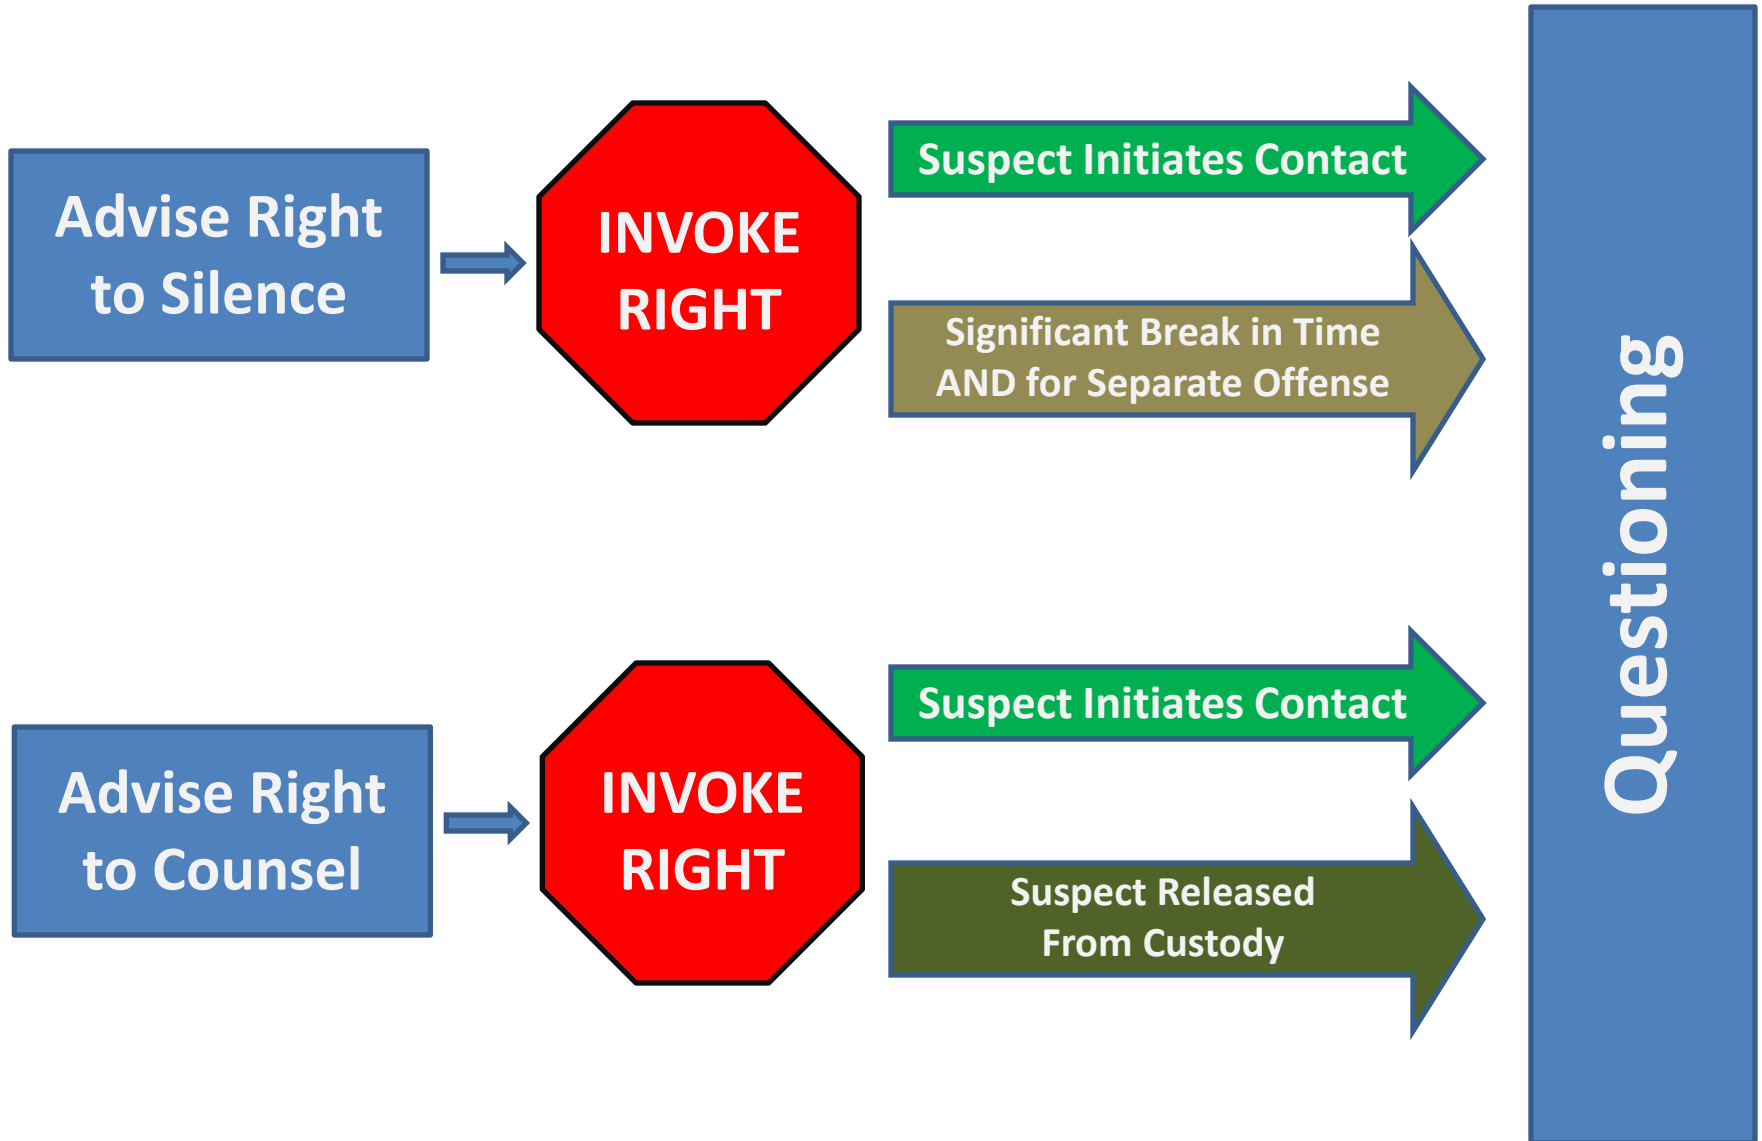 Advise Right
to Silence
INVOKE
RIGHT
Suspect Initiates Contact
Significant Break in Time
AND for Separate Offense
Advise Right
to Counsel
INVOKE
RIGHT
Suspect Initiates Contact
Suspect Released
From Custody
Questioning